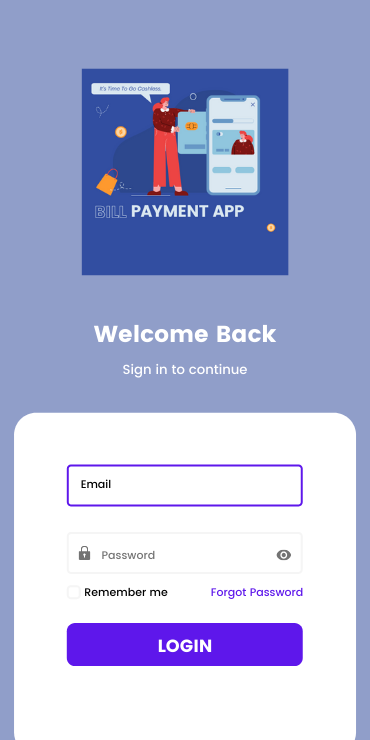 It's Time To Go Cashless.
BILL PAYMENT APP
Welcome Back
Sign in to continue
Email
Password
Remember me
Forgot Password
LOGIN